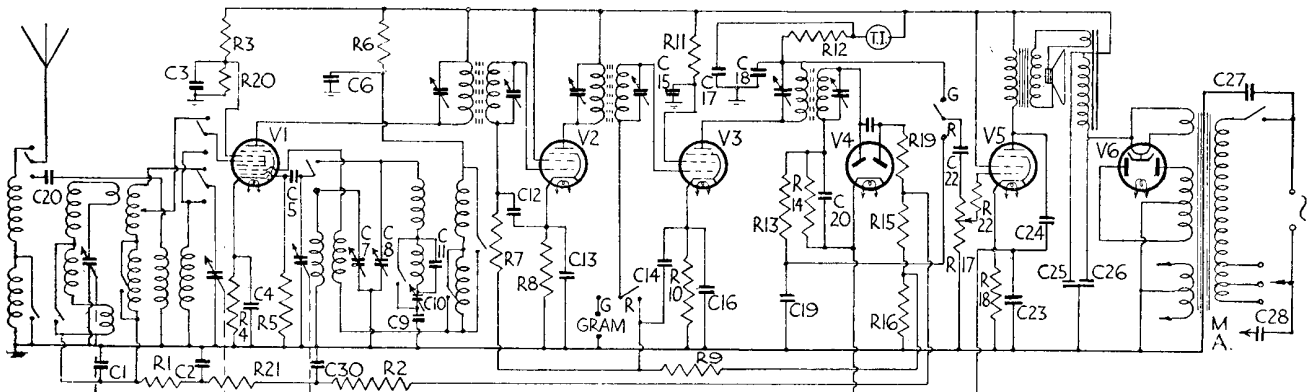 R3
R20
C3
R6
C6
V1
C5
C20
R4
C4
R5
C7
C8
C11
C10
C9
C1
R1
C2
R21
C30
R2
R7
C12
R8
C13
V2
G R
GRAM
C14
R10
C16
R9
R11
C15
V3
C17
C18
R12
T.I.
R13
R14
C20
V4
C19
R19
R15
R16
G
R
C22
R17
R22
V5
R18
C24
C23
C25
C26
V6
C27
C28
M A.